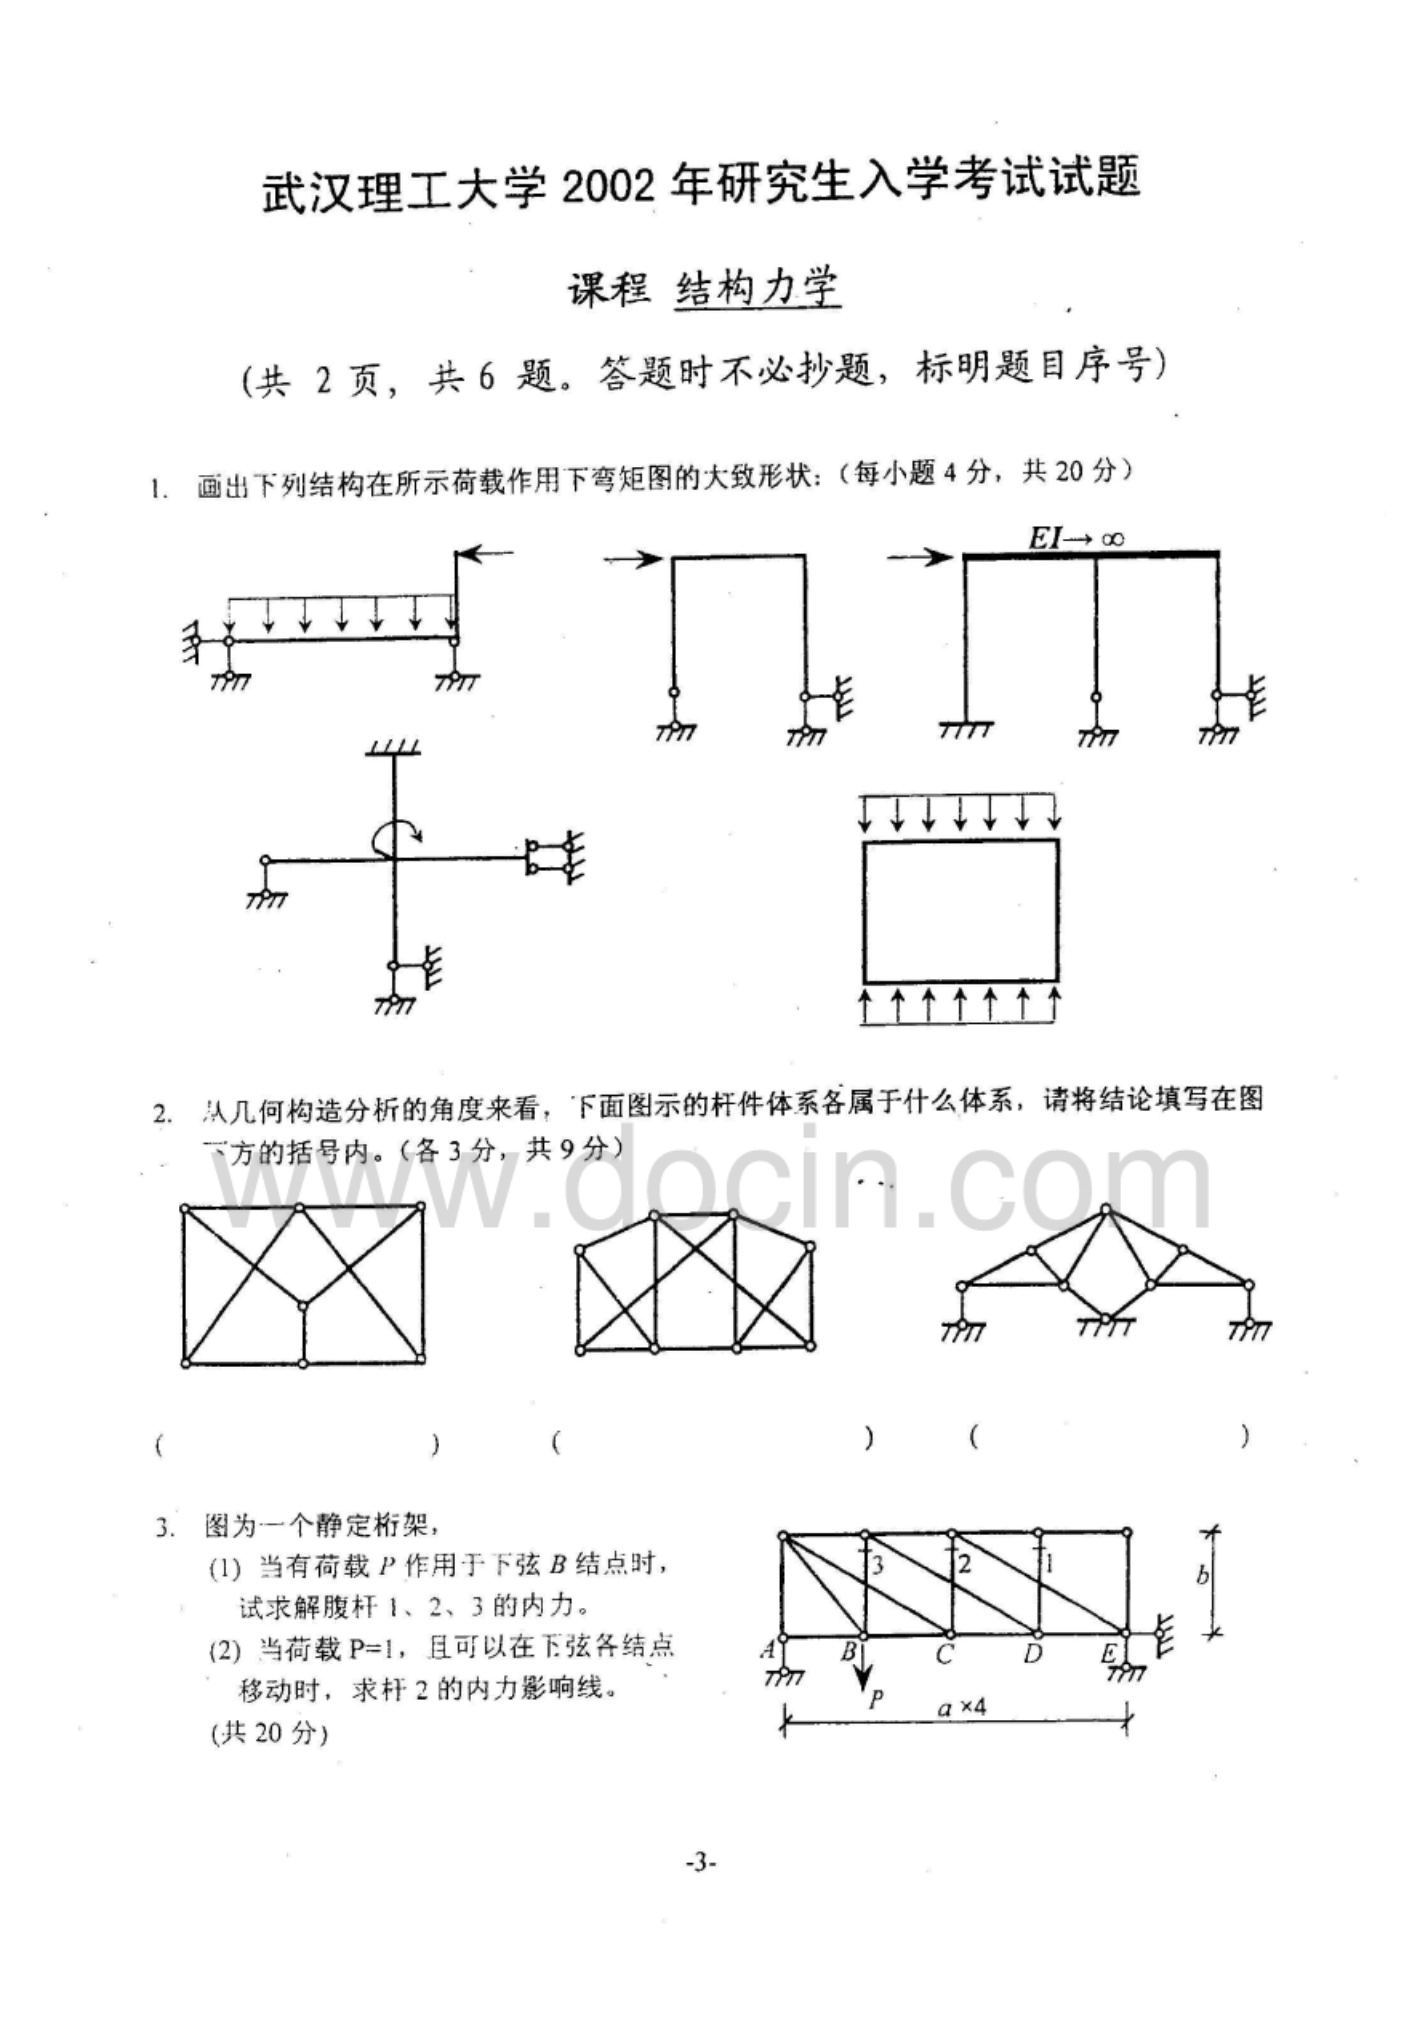 武汉理工大学 2002 年研究生入学考试试题
课程 结构力学
(共 2 页, 共 6 题。答题时不必抄题, 标明题目序号)
1. 画出下列结构在所示荷载作用下弯矩图的大致形状:(每小题 4 分, 共 20 分)
EI→∞
2. 从几何构造分析的角度来看, 下面图示的杆件体系各属于什么体系, 请将结论填写在图
下方的括号内。(各 3 分, 共 9 分)
www.docin.com
( ) ( ) ( )
3. 图为一个静定桁架,
(1) 当有荷载 P 作用于下弦 B 结点时,
试求解腹杆 1、2、3 的内力。
(2) 当荷载 P=1, 且可以在下弦各结点
移动时, 求杆 2 的内力影响线。
(共 20 分)
3 2 1 b
A B C D E
P
a ×4
-3-